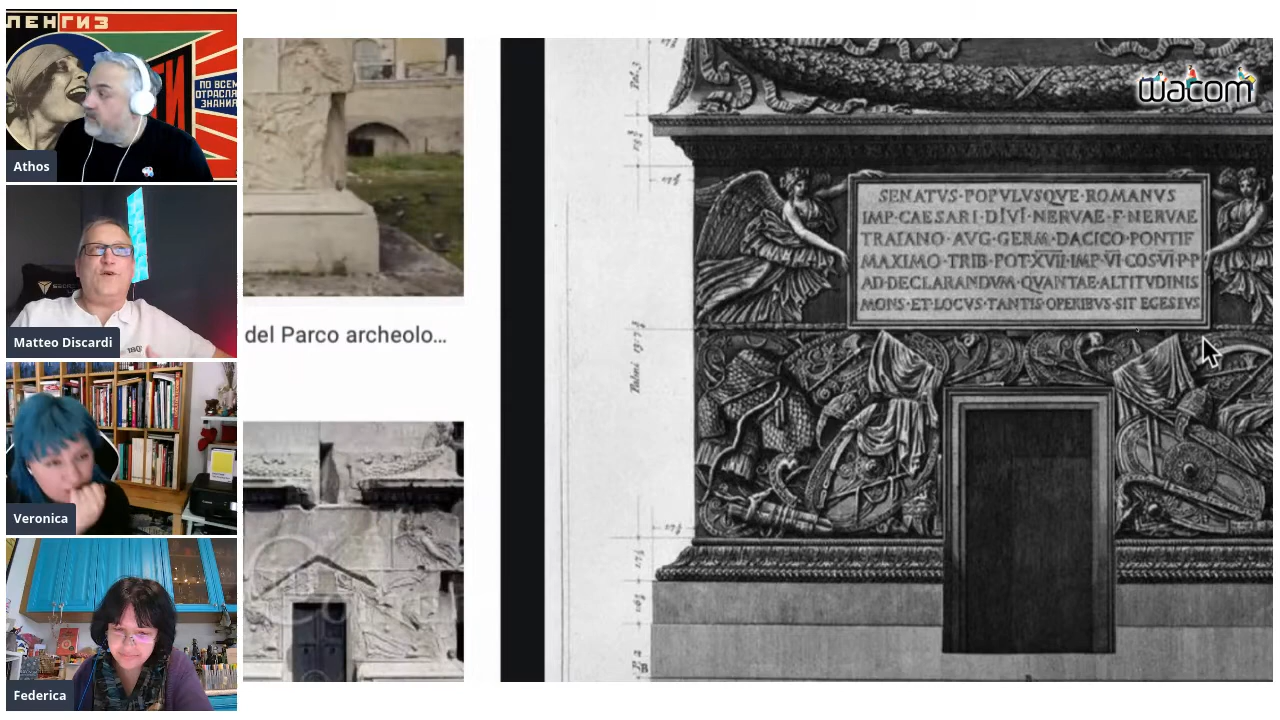 ЛЕНГИЗ
ПО ВСЕМ
ОТРАСЛЯМ
ЗНАНИЯ
Athos
Matteo Discardi
Veronica
Federica
del Parco archeolo...
wacom
SENATVS·POPVLVSQVE·ROMANVS
IMP·CAESARI·DIVI·NERVAE·F·NERVAE
TRAIANO·AVG·GERM·DACICO·PONTIF
MAXIMO·TRIB·POT·XVII·IMP·VI·COS·VI·P·P
AD·DECLARANDVM·QVANTAE·ALTITVDINIS
MONS·ET·LOCVS·TANTIS·OPERIBVS·SIT EGESTVS